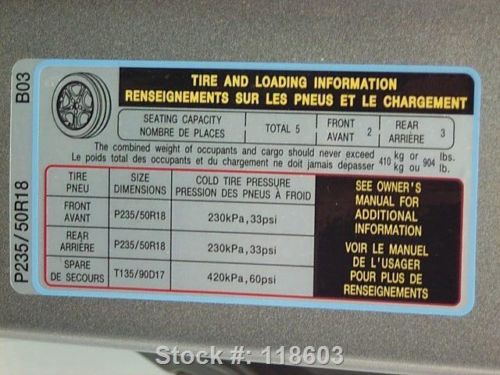 B03
P235/50R18
TIRE AND LOADING INFORMATION
RENSEIGNEMENTS SUR LES PNEUS ET LE CHARGEMENT
SEATING CAPACITY
NOMBRE DE PLACES
TOTAL 5
FRONT
AVANT 2
REAR
ARRIÈRE 3
The combined weight of occupants and cargo should never exceed 410 kg or 904 lbs.
Le poids total des occupants et du chargement ne doit jamais depasser kg ou lb.
TIRE
PNEU
SIZE
DIMENSIONS
COLD TIRE PRESSURE
PRESSION DES PNEUS À FROID
FRONT
AVANT
P235/50R18
230kPa,33psi
REAR
ARRIÈRE
P235/50R18
230kPa,33psi
SPARE
DE SECOURS
T135/90D17
420kPa,60psi
SEE OWNER'S
MANUAL FOR
ADDITIONAL
INFORMATION
VOIR LE MANUEL
DE L'USAGER
POUR PLUS DE
RENSEIGNEMENTS
Stock #: 118603